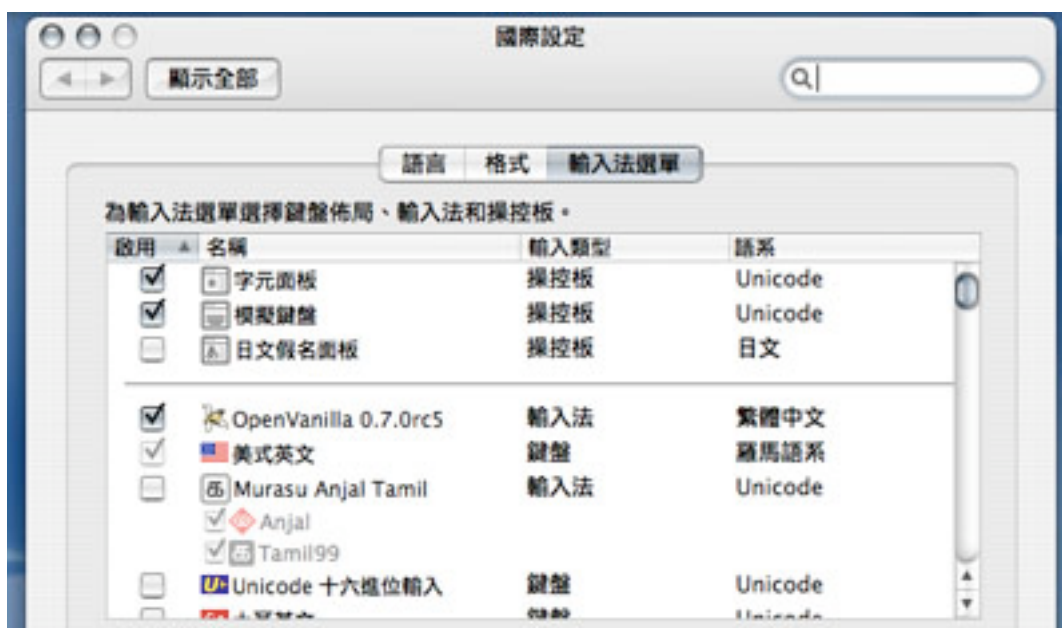 國際設定
顯示全部
語言 格式 輸入法選單
為輸入法選單選擇鍵盤佈局、輸入法和操控板。
啟用 名稱 輸入類型 語系
字元面板 操控板 Unicode
模擬鍵盤 操控板 Unicode
日文假名面板 操控板 日文
OpenVanilla 0.7.0rc5 輸入法 繁體中文
美式英文 鍵盤 羅馬語系
Murasu Anjal Tamil 輸入法 Unicode
Anjal
Tamil99
Unicode 十六進位輸入 鍵盤 Unicode